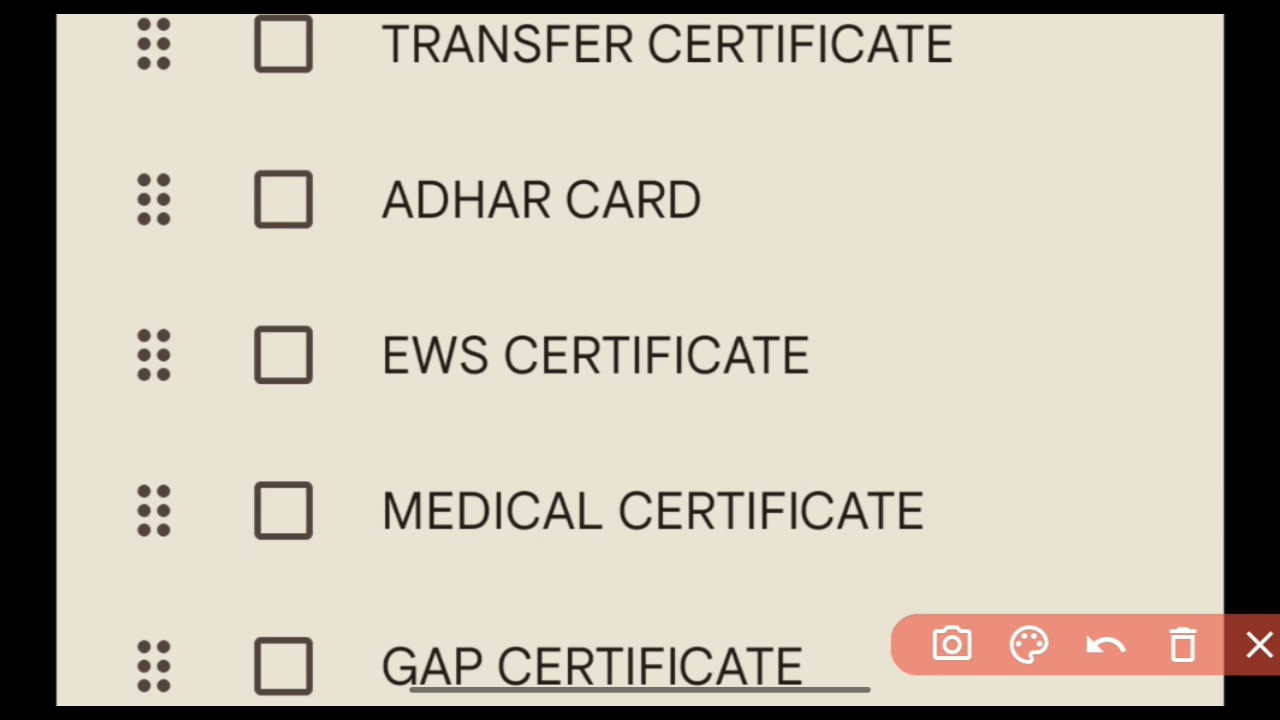 TRANSFER CERTIFICATE
ADHAR CARD
EWS CERTIFICATE
MEDICAL CERTIFICATE
GAP CERTIFICATE